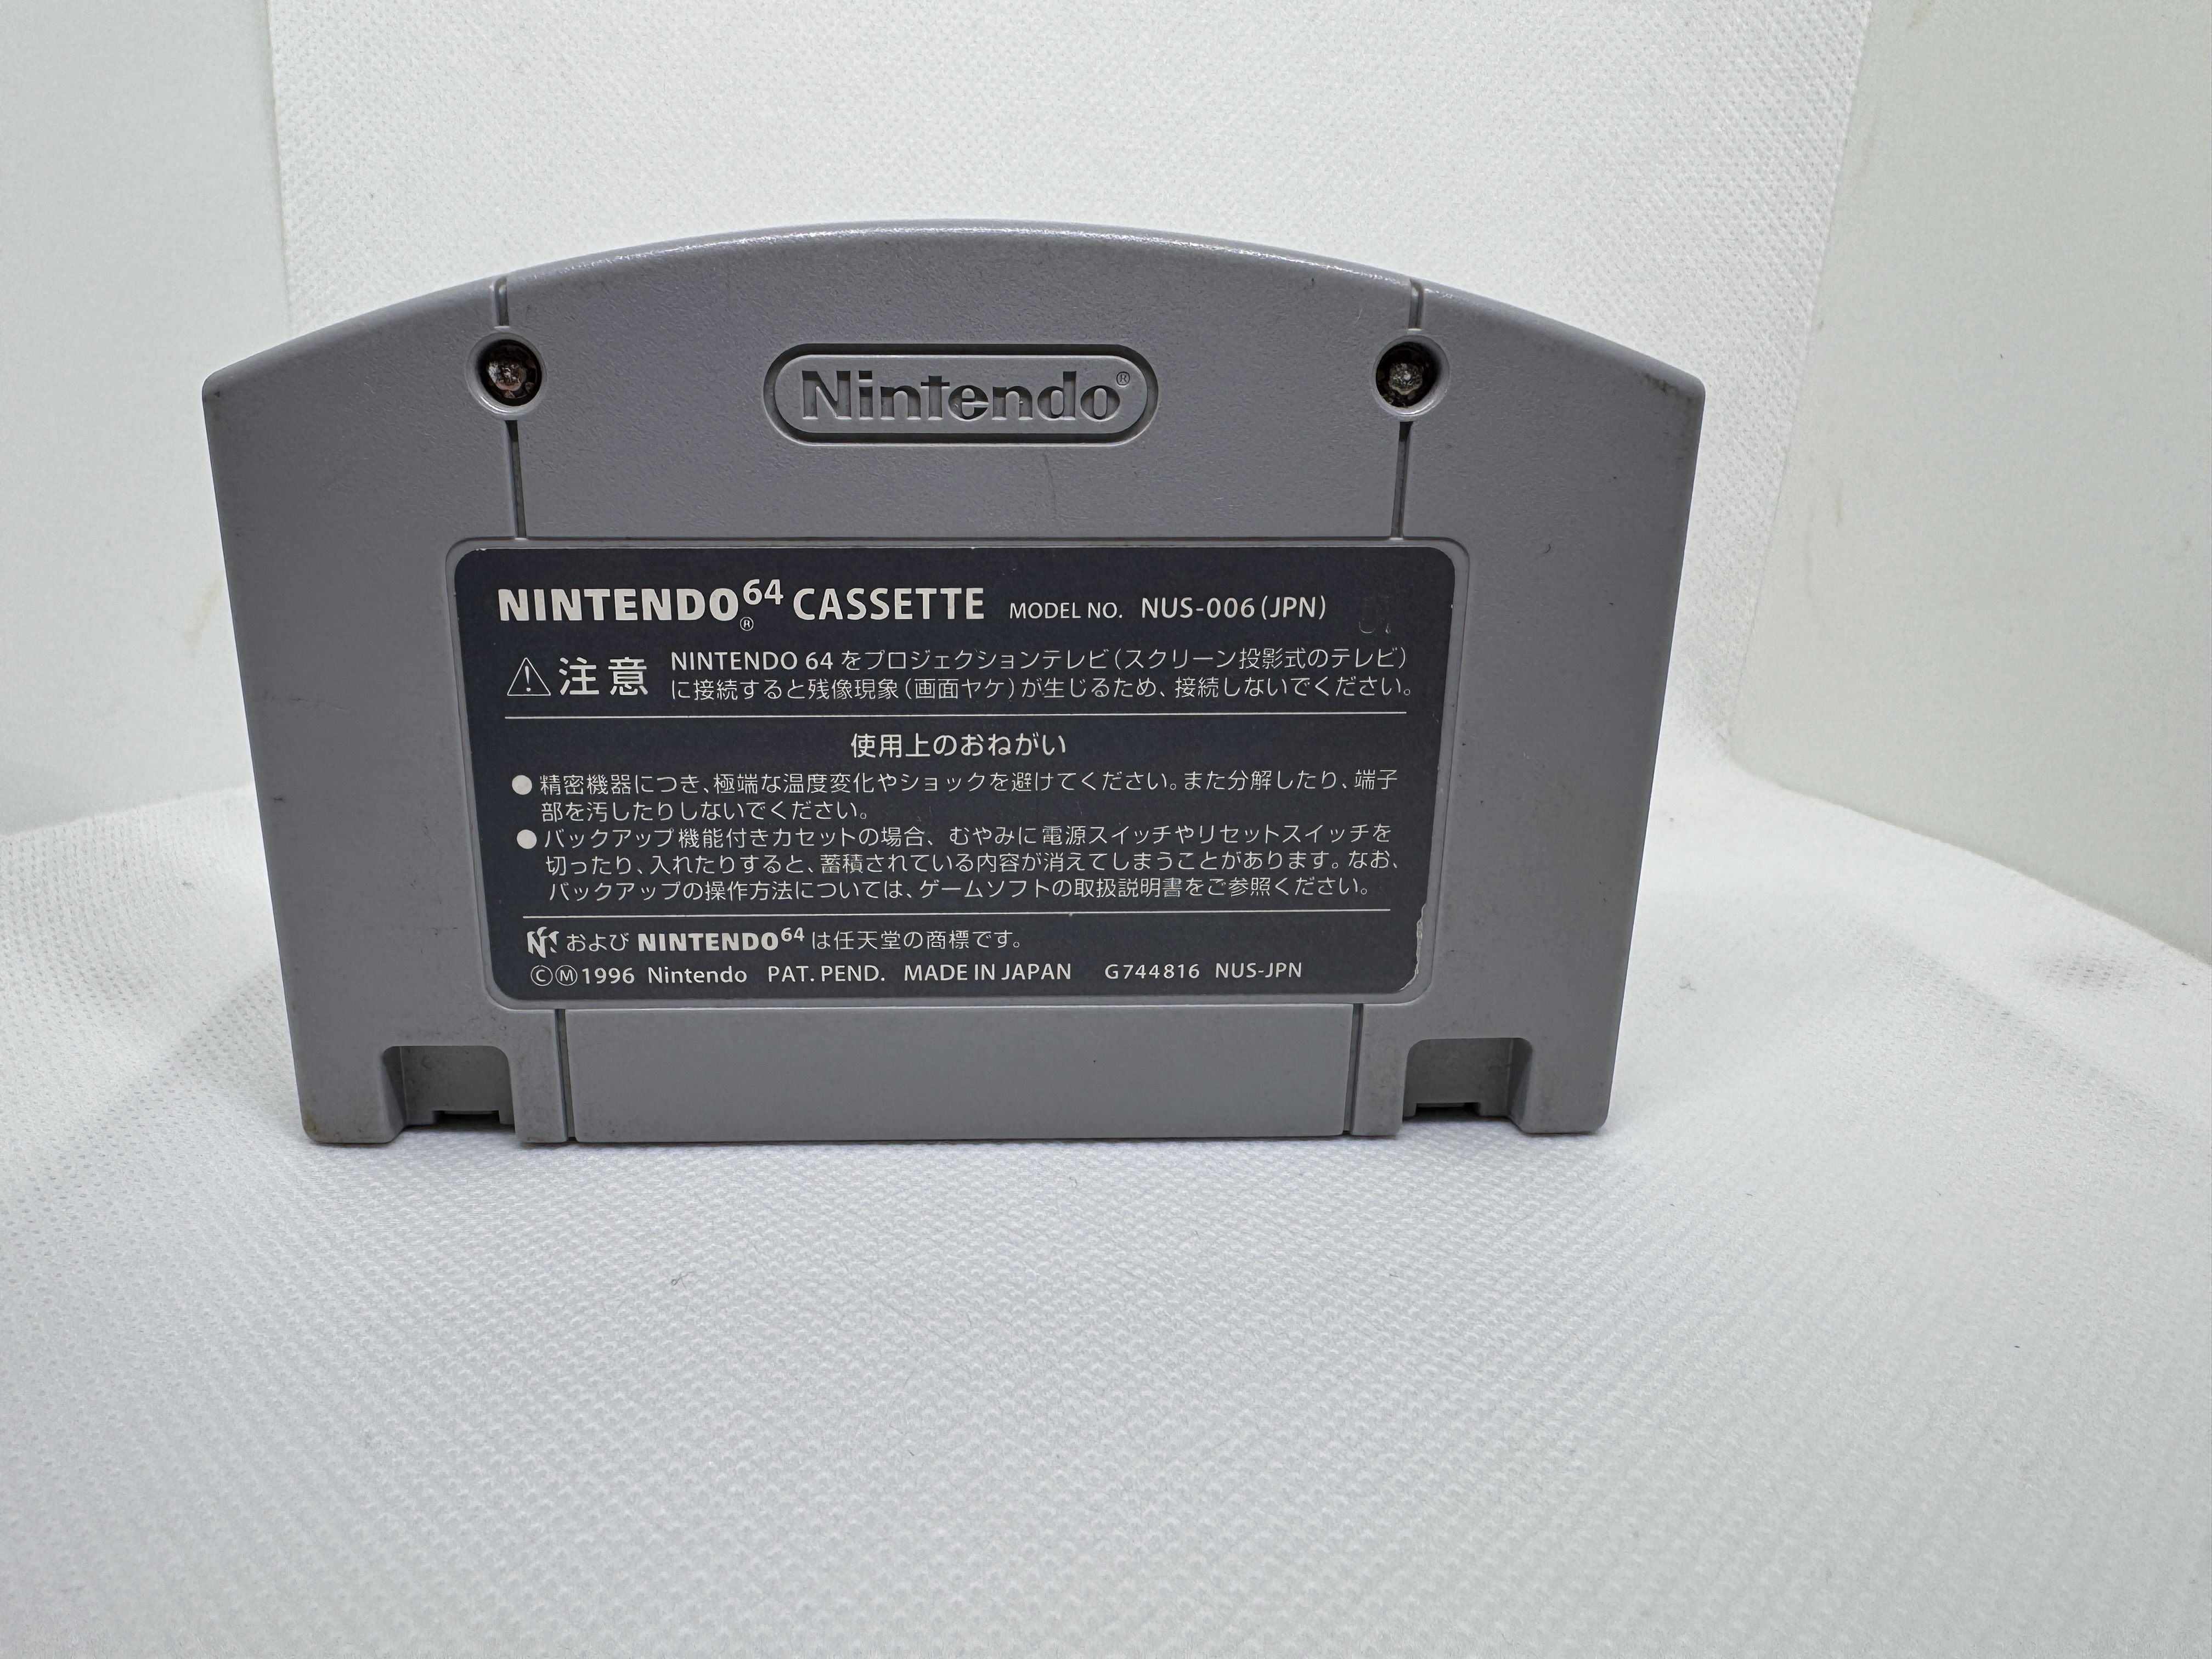 Nintendo®
NINTENDO64® CASSETTE MODEL NO. NUS-006(JPN)
⚠注意 NINTENDO 64 をプロジェクションテレビ(スクリーン投影式のテレビ)
に接続すると残像現象(画面ヤケ)が生じるため、接続しないでください。
使用上のおねがい
●精密機器につき、極端な温度変化やショックを避けてください。また分解したり、端子
部を汚したりしないでください。
●バックアップ機能付きカセットの場合、むやみに電源スイッチやリセットスイッチを
切ったり、入れたりすると、蓄積されている内容が消えてしまうことがあります。なお、
バックアップの操作方法については、ゲームソフトの取扱説明書をご参照ください。
および NINTENDO64 は任天堂の商標です。
©Ⓜ1996 Nintendo PAT. PEND. MADE IN JAPAN G744816 NUS-JPN